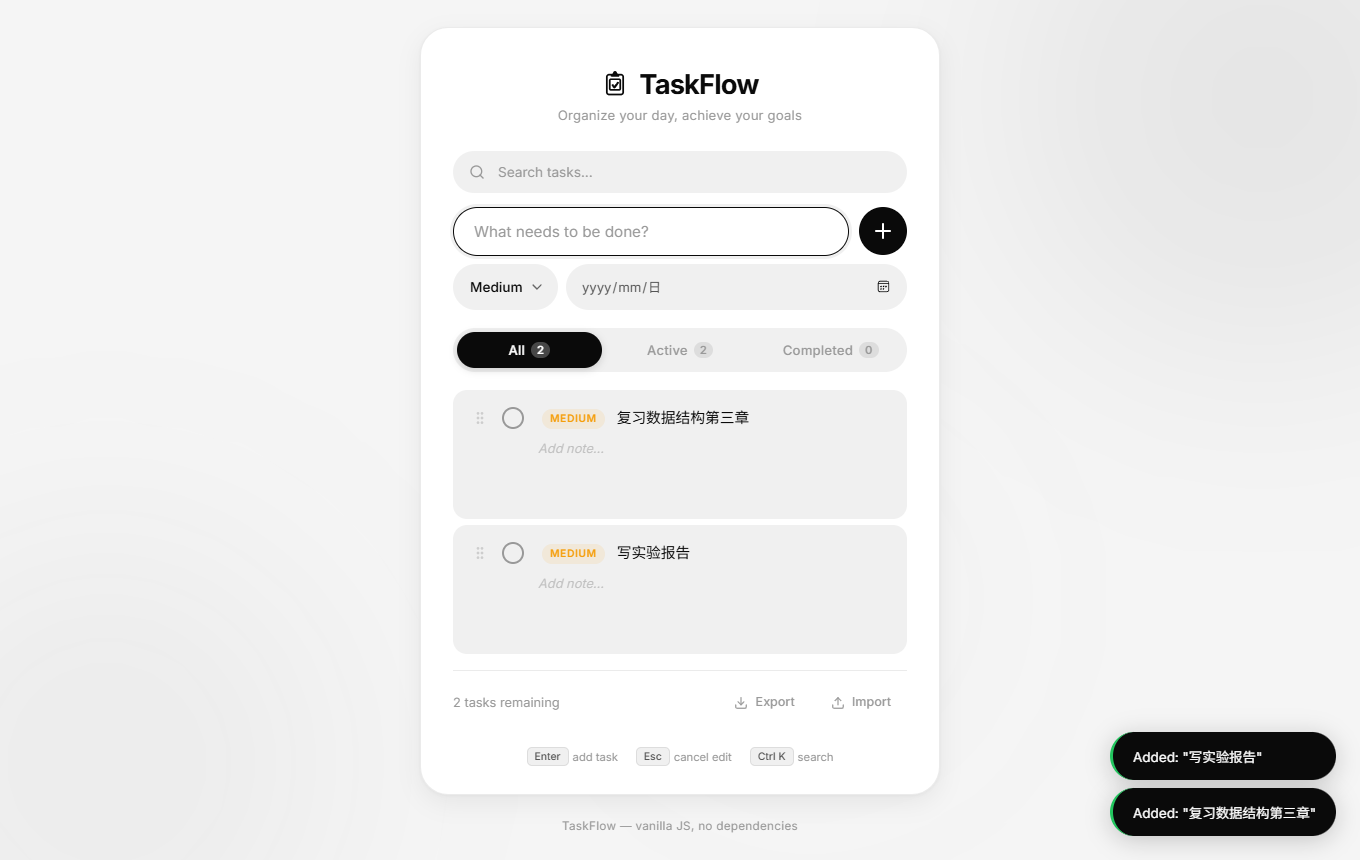 TaskFlow
Organize your day, achieve your goals
Search tasks...
What needs to be done?
Medium
yyyy/mm/日
All 2 Active 2 Completed 0
MEDIUM 复习数据结构第三章
Add note...
MEDIUM 写实验报告
Add note...
2 tasks remaining Export Import
Enter add task Esc cancel edit Ctrl K search
TaskFlow — vanilla JS, no dependencies
Added: "写实验报告"
Added: "复习数据结构第三章"